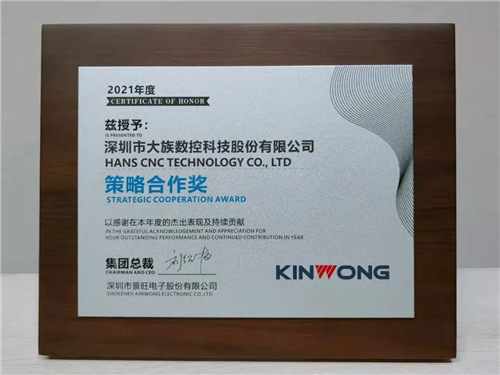 2021年度
CERTIFICATE OF HONOR
兹授予：
IS PRESENTED TO
深圳市大族数控科技股份有限公司
HANS CNC TECHNOLOGY CO., LTD
策略合作奖
STRATEGIC COOPERATION AWARD
以感谢在本年度的杰出表现及持续贡献
IN THE GRATEFUL ACKNOWLEDGEMENT AND APPRECIATION FOR
YOUR OUTSTANDING PERFORMANCE AND CONTINUED CONTRIBUTION IN YEAR
集团总裁
CHAIRMAN AND CEO
深圳市景旺电子股份有限公司
SHENZHEN KINWONG ELECTRONIC CO., LTD
KINWONG